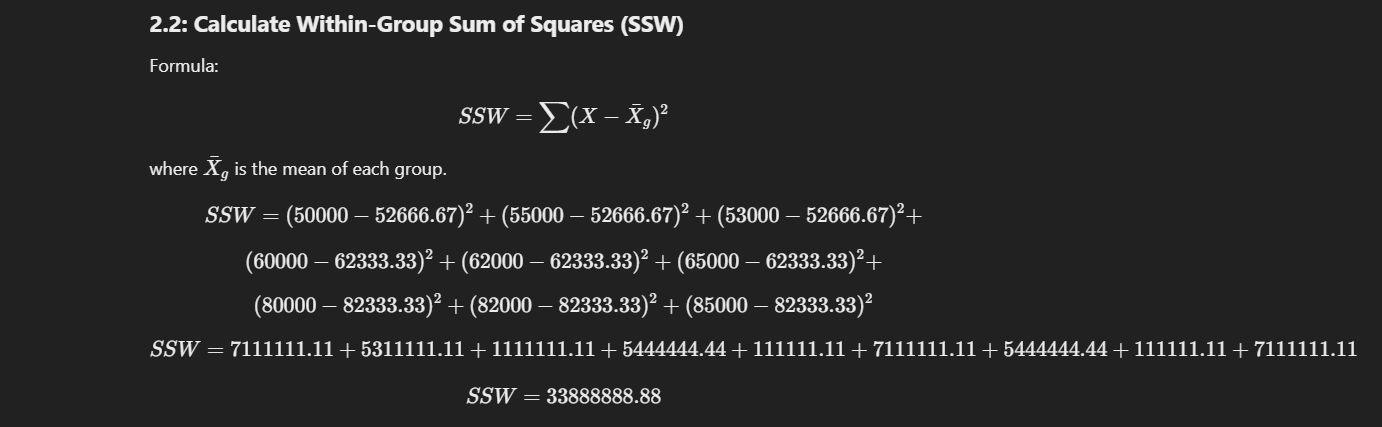 2.2: Calculate Within-Group Sum of Squares (SSW)
Formula:
SSW = ∑(X − X̄g)²
where X̄g is the mean of each group.
SSW = (50000 − 52666.67)² + (55000 − 52666.67)² + (53000 − 52666.67)²+
(60000 − 62333.33)² + (62000 − 62333.33)² + (65000 − 62333.33)²+
(80000 − 82333.33)² + (82000 − 82333.33)² + (85000 − 82333.33)²
SSW = 7111111.11 + 5311111.11 + 1111111.11 + 5444444.44 + 111111.11 + 7111111.11 + 5444444.44 + 111111.11 + 7111111.11
SSW = 33888888.88